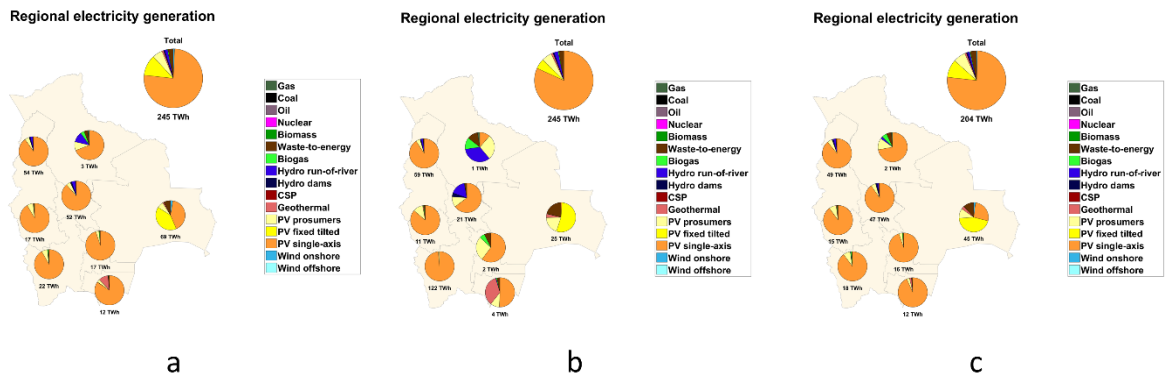 Regional electricity generation
Total
245 TWh
54 TWh
3 TWh
52 TWh
17 TWh
69 TWh
17 TWh
22 TWh
12 TWh
Gas
Coal
Oil
Nuclear
Biomass
Waste-to-energy
Biogas
Hydro run-of-river
Hydro dams
CSP
Geothermal
PV prosumers
PV fixed tilted
PV single-axis
Wind onshore
Wind offshore
a
Regional electricity generation
Total
245 TWh
59 TWh
1 TWh
21 TWh
11 TWh
25 TWh
2 TWh
122 TWh
4 TWh
Gas
Coal
Oil
Nuclear
Biomass
Waste-to-energy
Biogas
Hydro run-of-river
Hydro dams
CSP
Geothermal
PV prosumers
PV fixed tilted
PV single-axis
Wind onshore
Wind offshore
b
Regional electricity generation
Total
204 TWh
49 TWh
2 TWh
47 TWh
15 TWh
45 TWh
16 TWh
18 TWh
12 TWh
Gas
Coal
Oil
Nuclear
Biomass
Waste-to-energy
Biogas
Hydro run-of-river
Hydro dams
CSP
Geothermal
PV prosumers
PV fixed tilted
PV single-axis
Wind onshore
Wind offshore
c